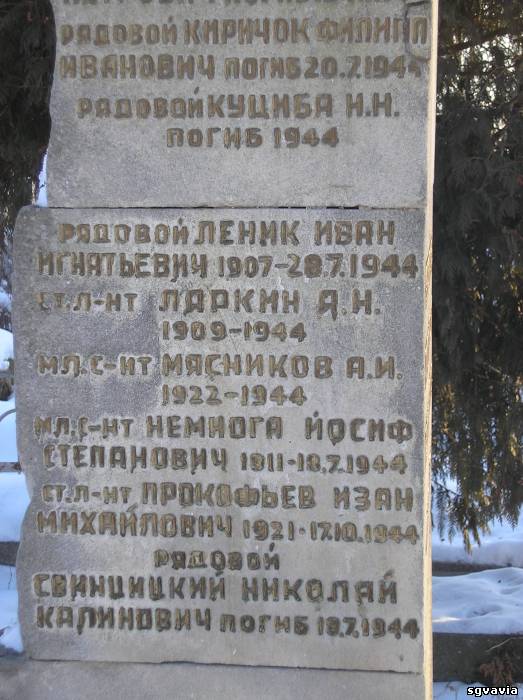 рядовой КИРИЧОК ФИЛИПП
ИВАНОВИЧ погиб 20.7.1944
рядовой КУЦИБА Н.Н.
погиб 1944
рядовой ЛЕНИК ИВАН
ИГНАТЬЕВИЧ 1907-28.7.1944
ст.л-нт ЛАРКИН А.Н.
1909-1944
мл.с-нт МЯСНИКОВ А.И.
1922-1944
мл.с-нт НЕМНОГА ЙОСИФ
СТЕПАНОВИЧ 1911-18.7.1944
ст.л-нт ПРОКОФЬЕВ ИЗАН
МИХАЙЛОВИЧ 1921-17.10.1944
рядовой
СВИНЦИЦКИЙ НИКОЛАЙ
КАЛИНОВИЧ погиб 18.7.1944
sgvavia